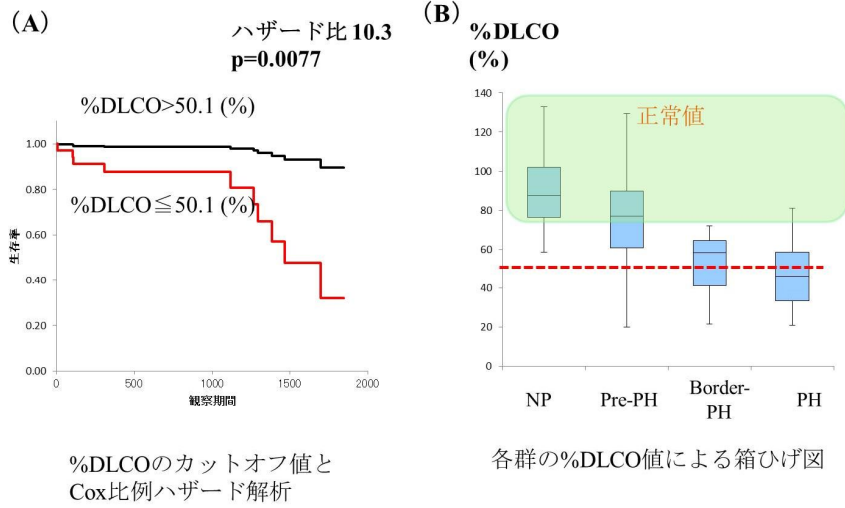 (A)
ハザード比 10.3
p=0.0077
%DLCO>50.1 (%)
%DLCO≦50.1 (%)
1.00
0.80
0.60
0.40
0.20
0.00
生存率
0
500
1000
1500
2000
観察期間
%DLCOのカットオフ値と
Cox比例ハザード解析
(B)
%DLCO
(%)
正常値
140
120
100
80
60
40
20
0
NP
Pre-PH
Border-
PH
PH
各群の%DLCO値による箱ひげ図